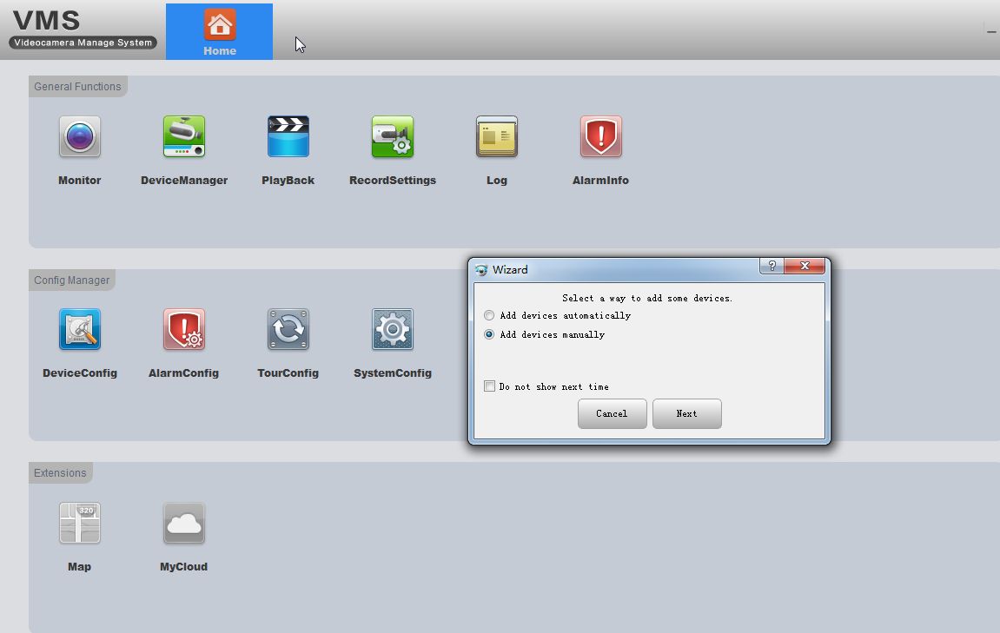 VMS
Videocamera Manage System
Home
General Functions
Monitor
DeviceManager
PlayBack
RecordSettings
Log
AlarmInfo
Config Manager
DeviceConfig
AlarmConfig
TourConfig
SystemConfig
Wizard
?
Select a way to add some devices.
Add devices automatically
Add devices manually
Do not show next time
Cancel
Next
Extensions
320
Map
MyCloud